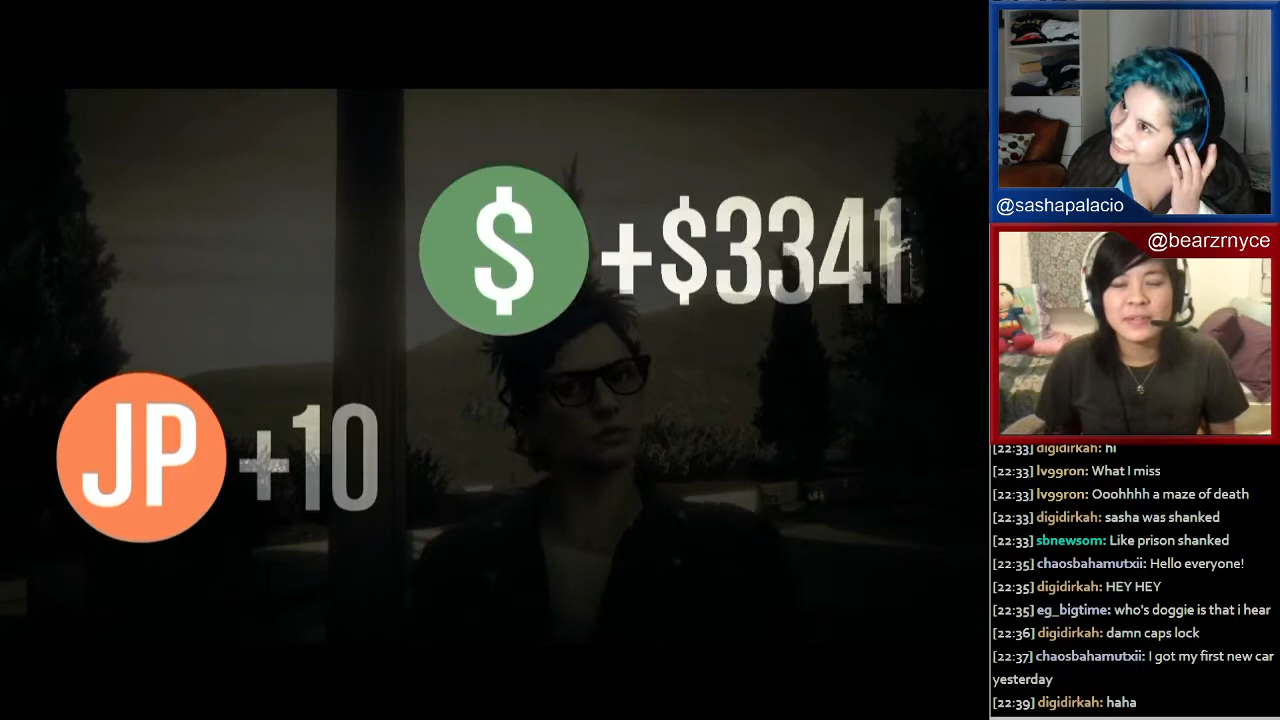 $ +$3341
JP +10
@sashapalacio
@bearzrnyce
[22:33] digidirkah: hi
[22:33] lv99ron: What I miss
[22:33] lv99ron: Ooohhhh a maze of death
[22:33] digidirkah: sasha was shanked
[22:33] sbnewsom: Like prison shanked
[22:35] chaosbahamutxii: Hello everyone!
[22:35] digidirkah: HEY HEY
[22:35] eg_bigtime: who's doggie is that i hear
[22:36] digidirkah: damn caps lock
[22:37] chaosbahamutxii: I got my first new car
yesterday
[22:39] digidirkah: haha